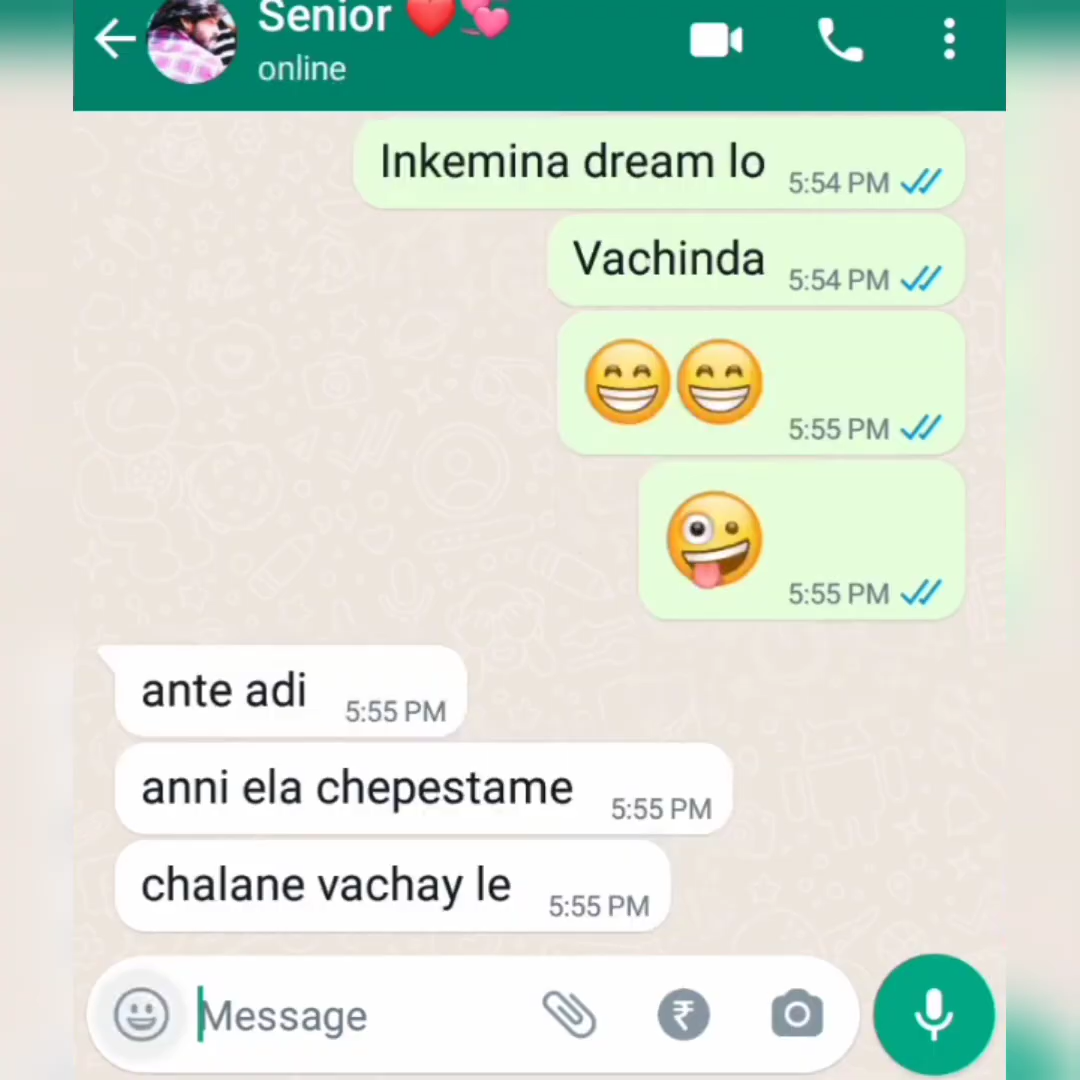 Senior ❤️💕
online
Inkemina dream lo 5:54 PM
Vachinda 5:54 PM
😁😁 5:55 PM
🤪 5:55 PM
ante adi 5:55 PM
anni ela chepestame 5:55 PM
chalane vachay le 5:55 PM
Message